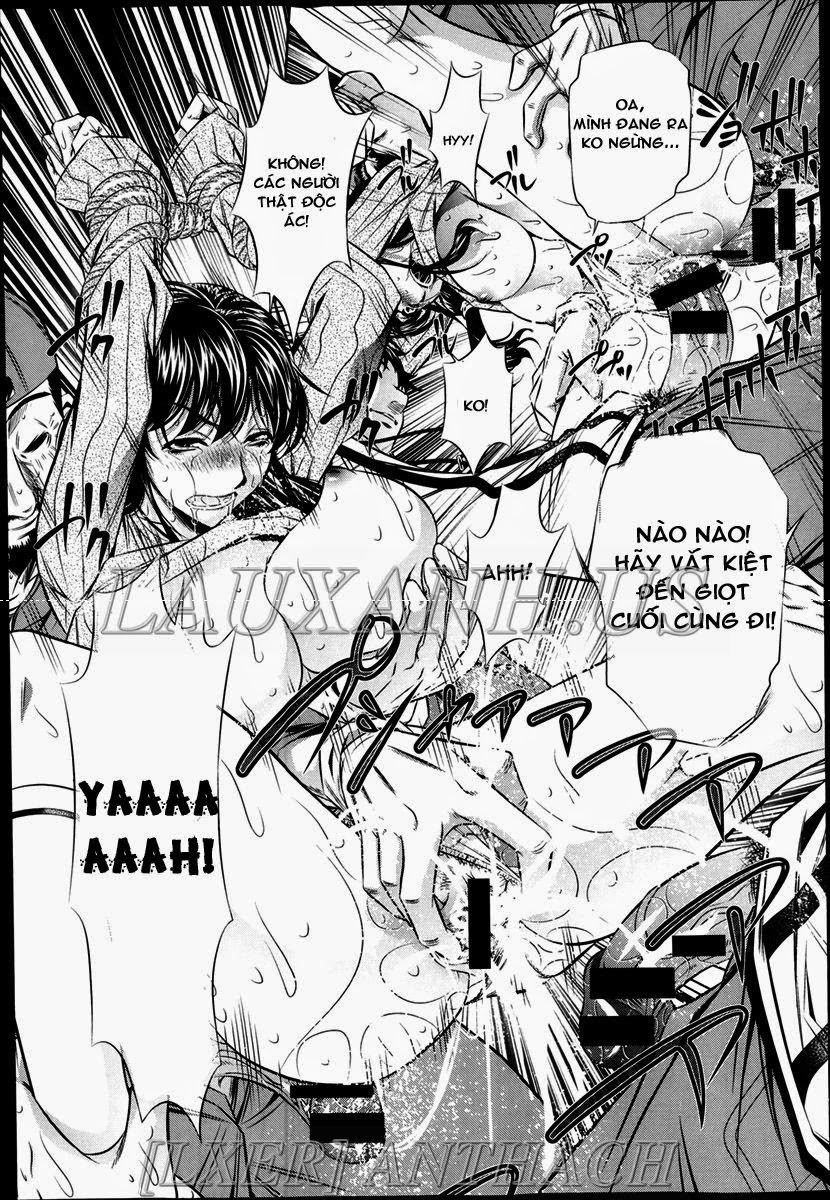 OA,
MÌNH ĐANG RA
KO NGỪNG...
HYY!
KHÔNG!
CÁC NGƯỜI
THẬT ĐỘC
ÁC!
KO!
NÀO NÀO!
HÃY VẮT KIỆT
ĐẾN GIỌT
CUỐI CÙNG ĐI!
AHH!
LAUXANH.US
YAAAA
AAAH!
[LXER] ANTHACH